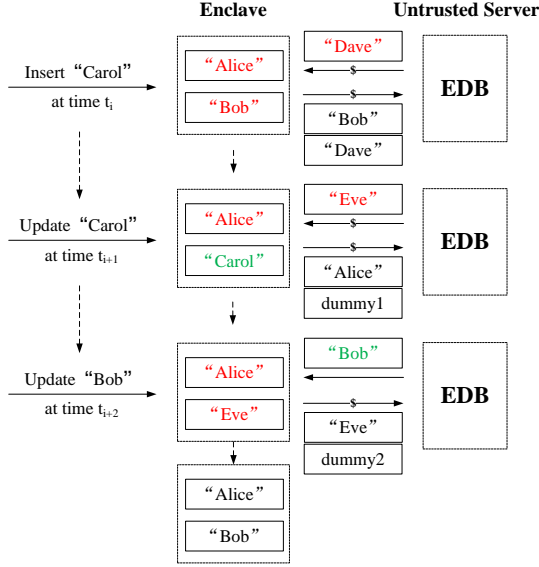 Enclave
Untrusted Server
Insert “Carol”
at time ti
“Alice”
“Bob”
“Dave”
$
$
“Bob”
“Dave”
EDB
Update “Carol”
at time ti+1
“Alice”
“Carol”
“Eve”
$
$
“Alice”
dummy1
EDB
Update “Bob”
at time ti+2
“Alice”
“Eve”
“Bob”
$
“Eve”
dummy2
EDB
“Alice”
“Bob”